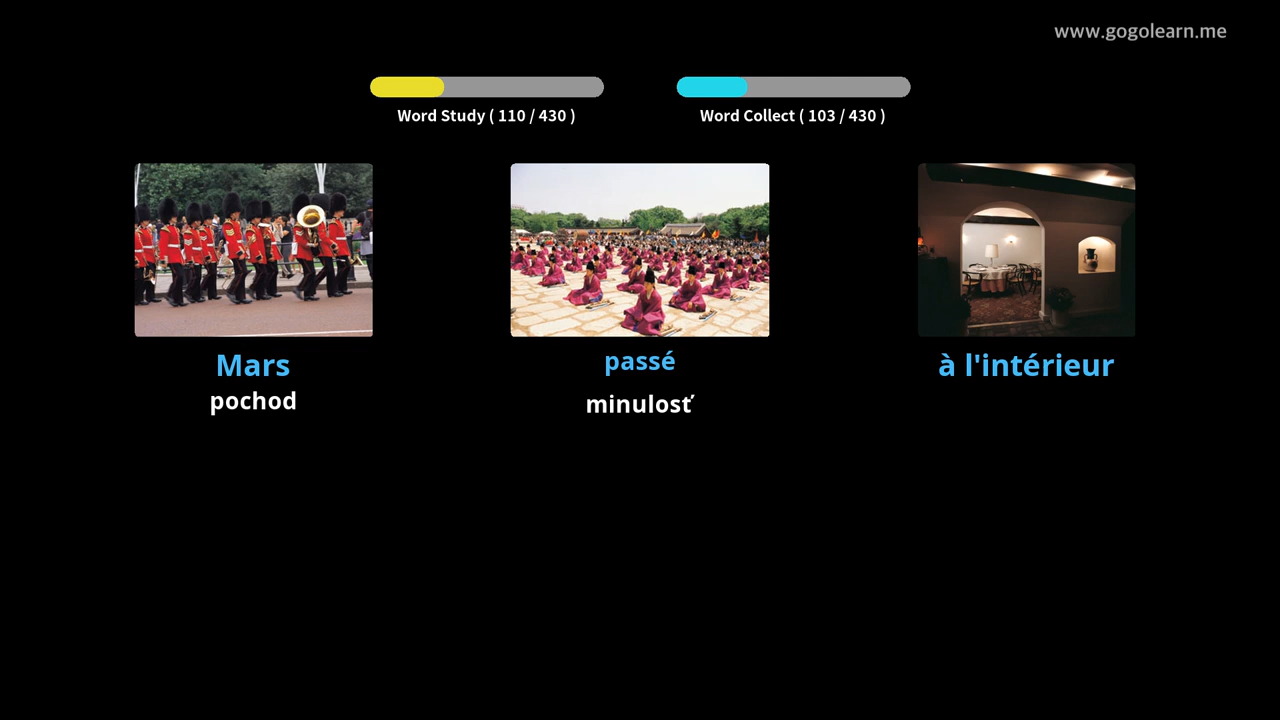 www.gogolearn.me
Word Study ( 110 / 430 )
Word Collect ( 103 / 430 )
Mars
pochod
passé
minulosť
à l'intérieur